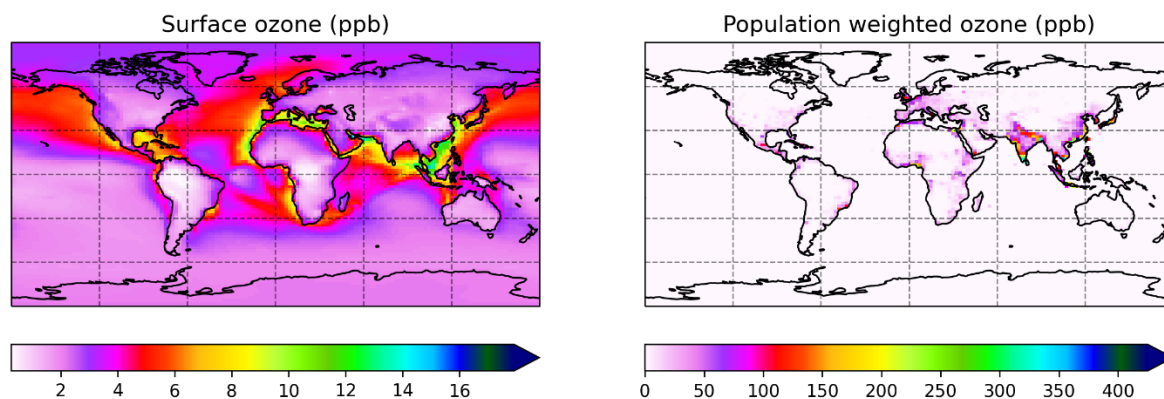 Surface ozone (ppb)
Population weighted ozone (ppb)
2 4 6 8 10 12 14 16
0 50 100 150 200 250 300 350 400